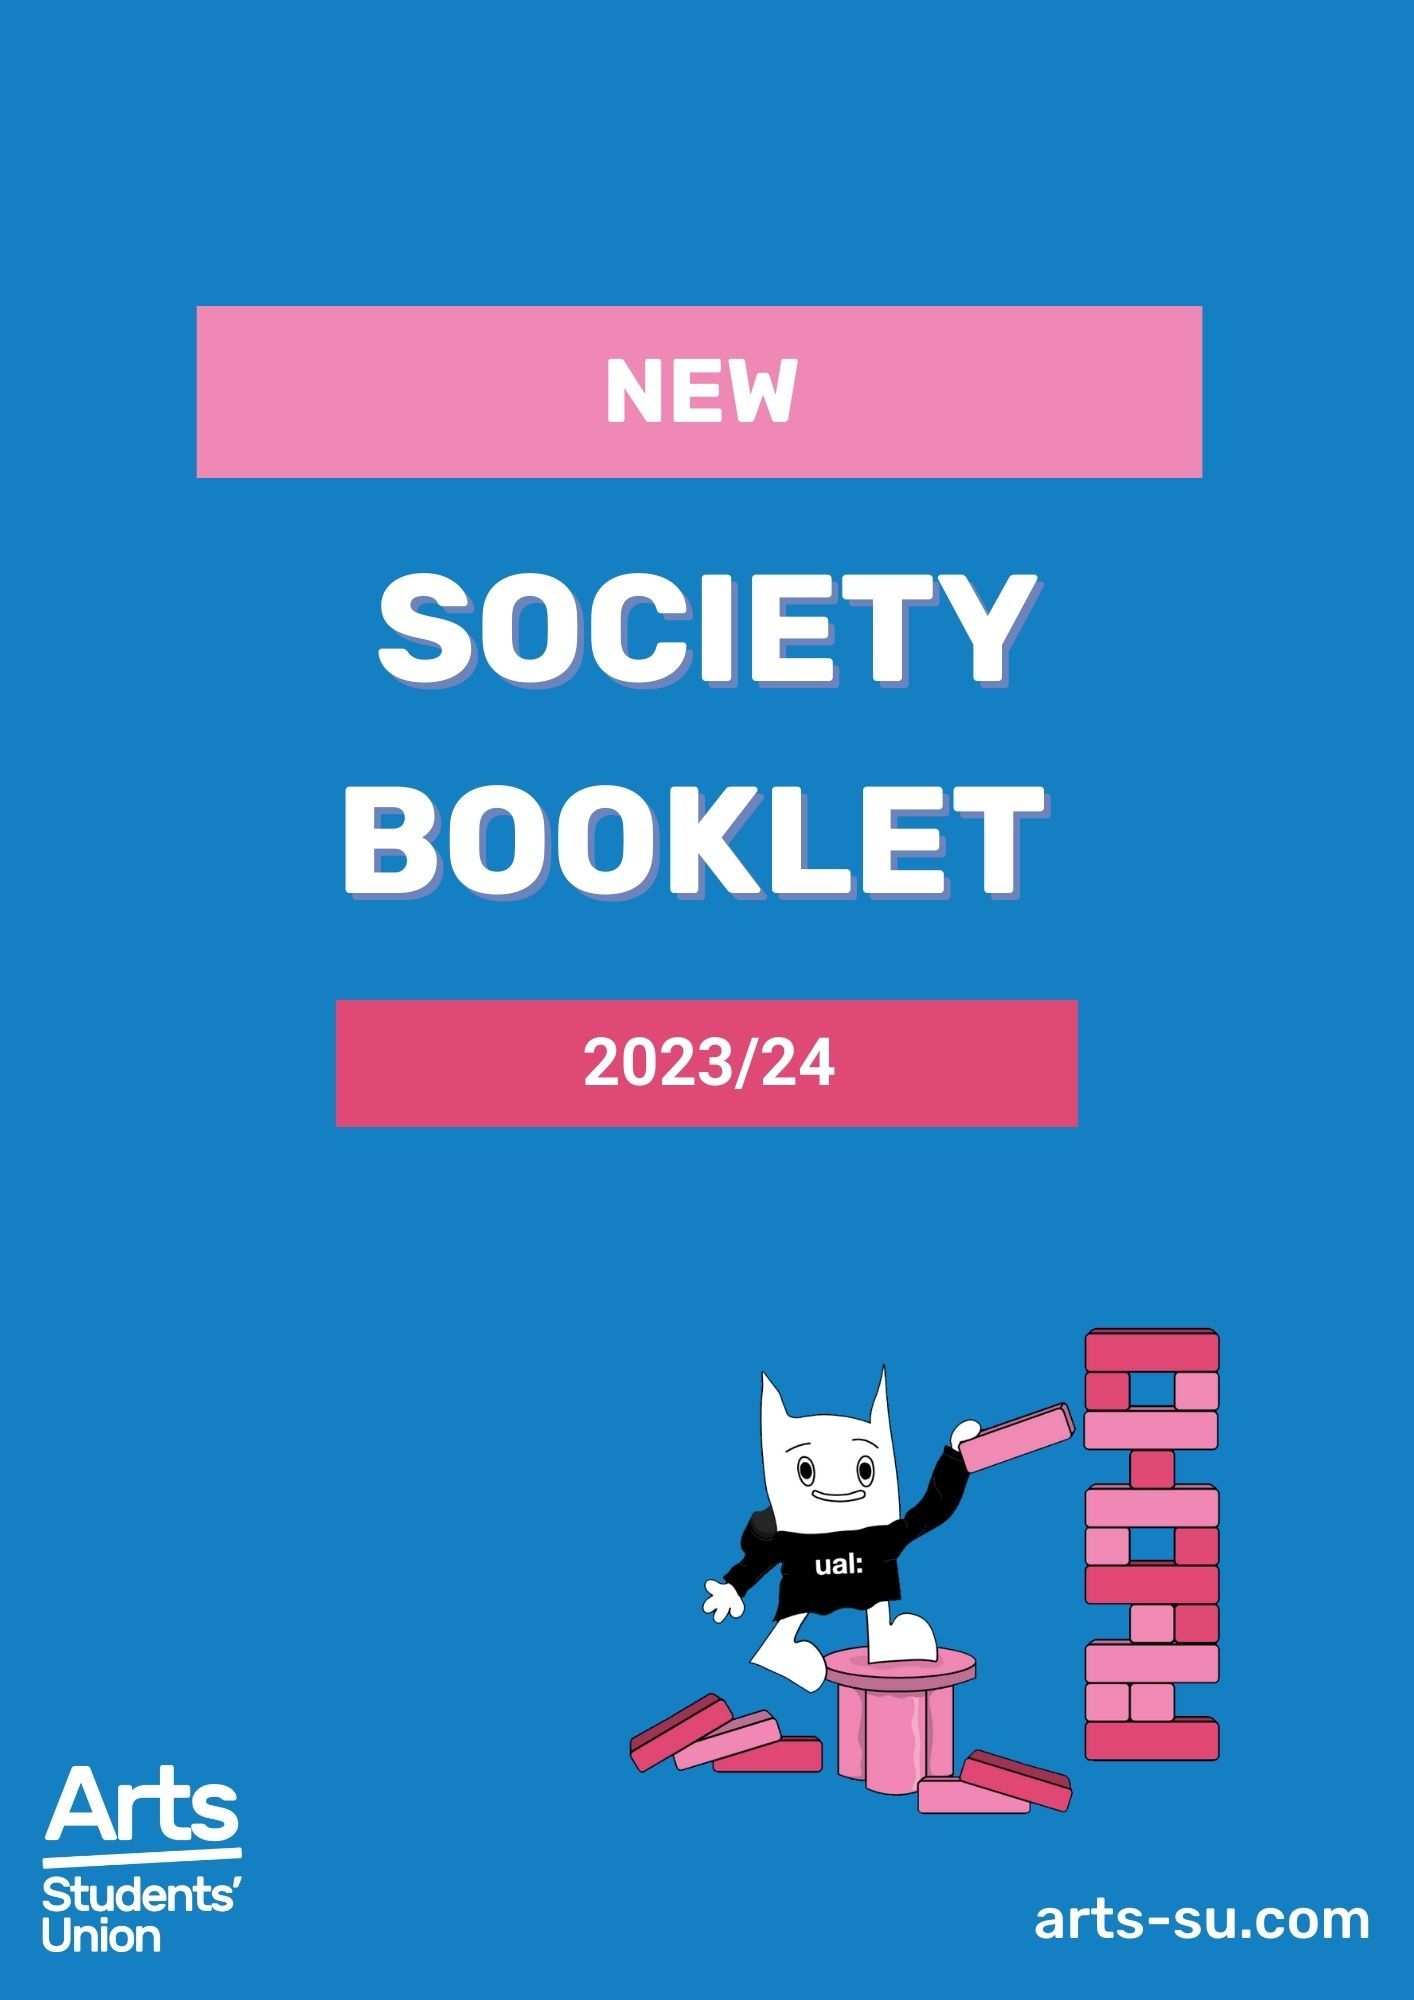 NEW
SOCIETY
BOOKLET
2023/24
ual:
Arts
Students’
Union
arts-su.com